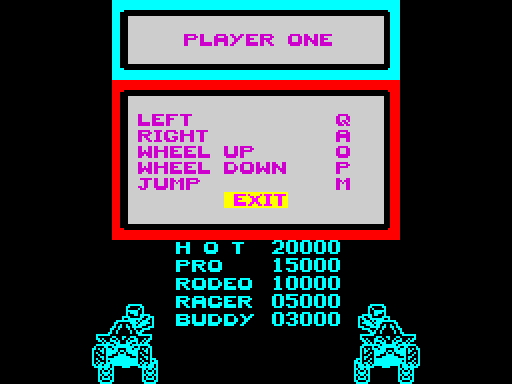 PLAYER ONE
LEFT Q
RIGHT A
WHEEL UP O
WHEEL DOWN P
JUMP M
EXIT
H O T 20000
PRO 15000
RODEO 10000
RACER 05000
BUDDY 03000